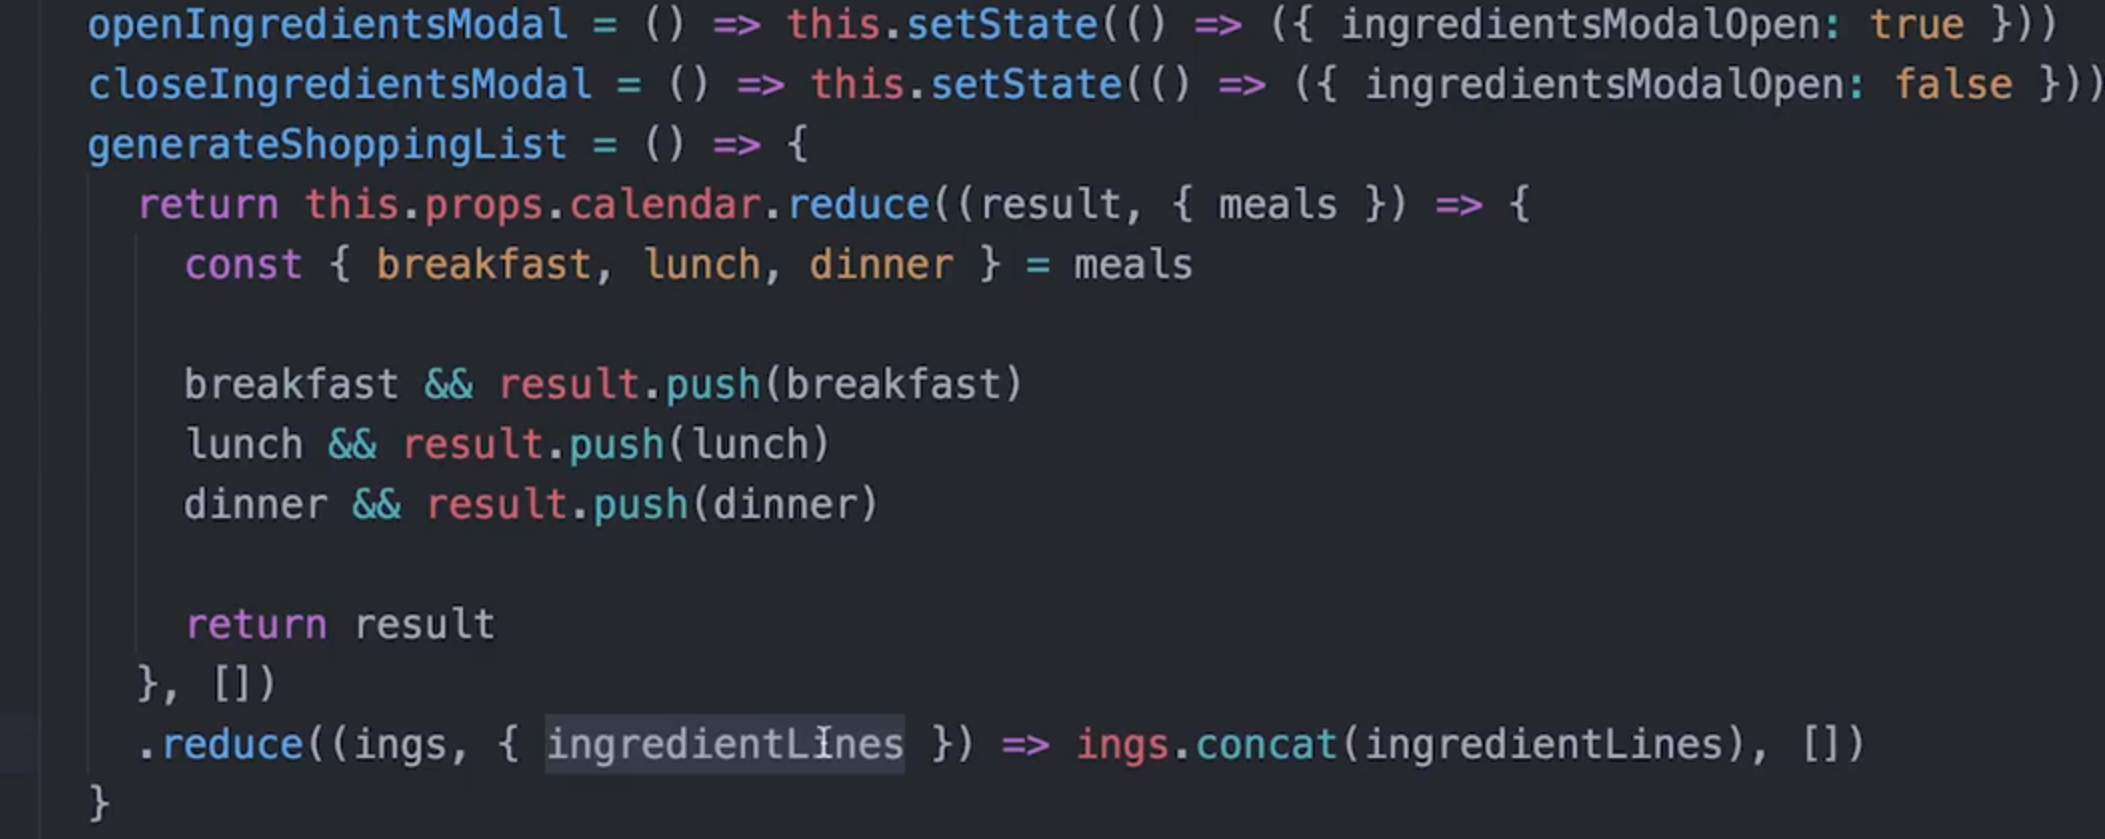 openIngredientsModal = () => this.setState(() => ({ ingredientsModalOpen: true }))
closeIngredientsModal = () => this.setState(() => ({ ingredientsModalOpen: false }))
generateShoppingList = () => {
return this.props.calendar.reduce((result, { meals }) => {
const { breakfast, lunch, dinner } = meals
breakfast && result.push(breakfast)
lunch && result.push(lunch)
dinner && result.push(dinner)
return result
}, [])
.reduce((ings, { ingredientLines }) => ings.concat(ingredientLines), [])
}